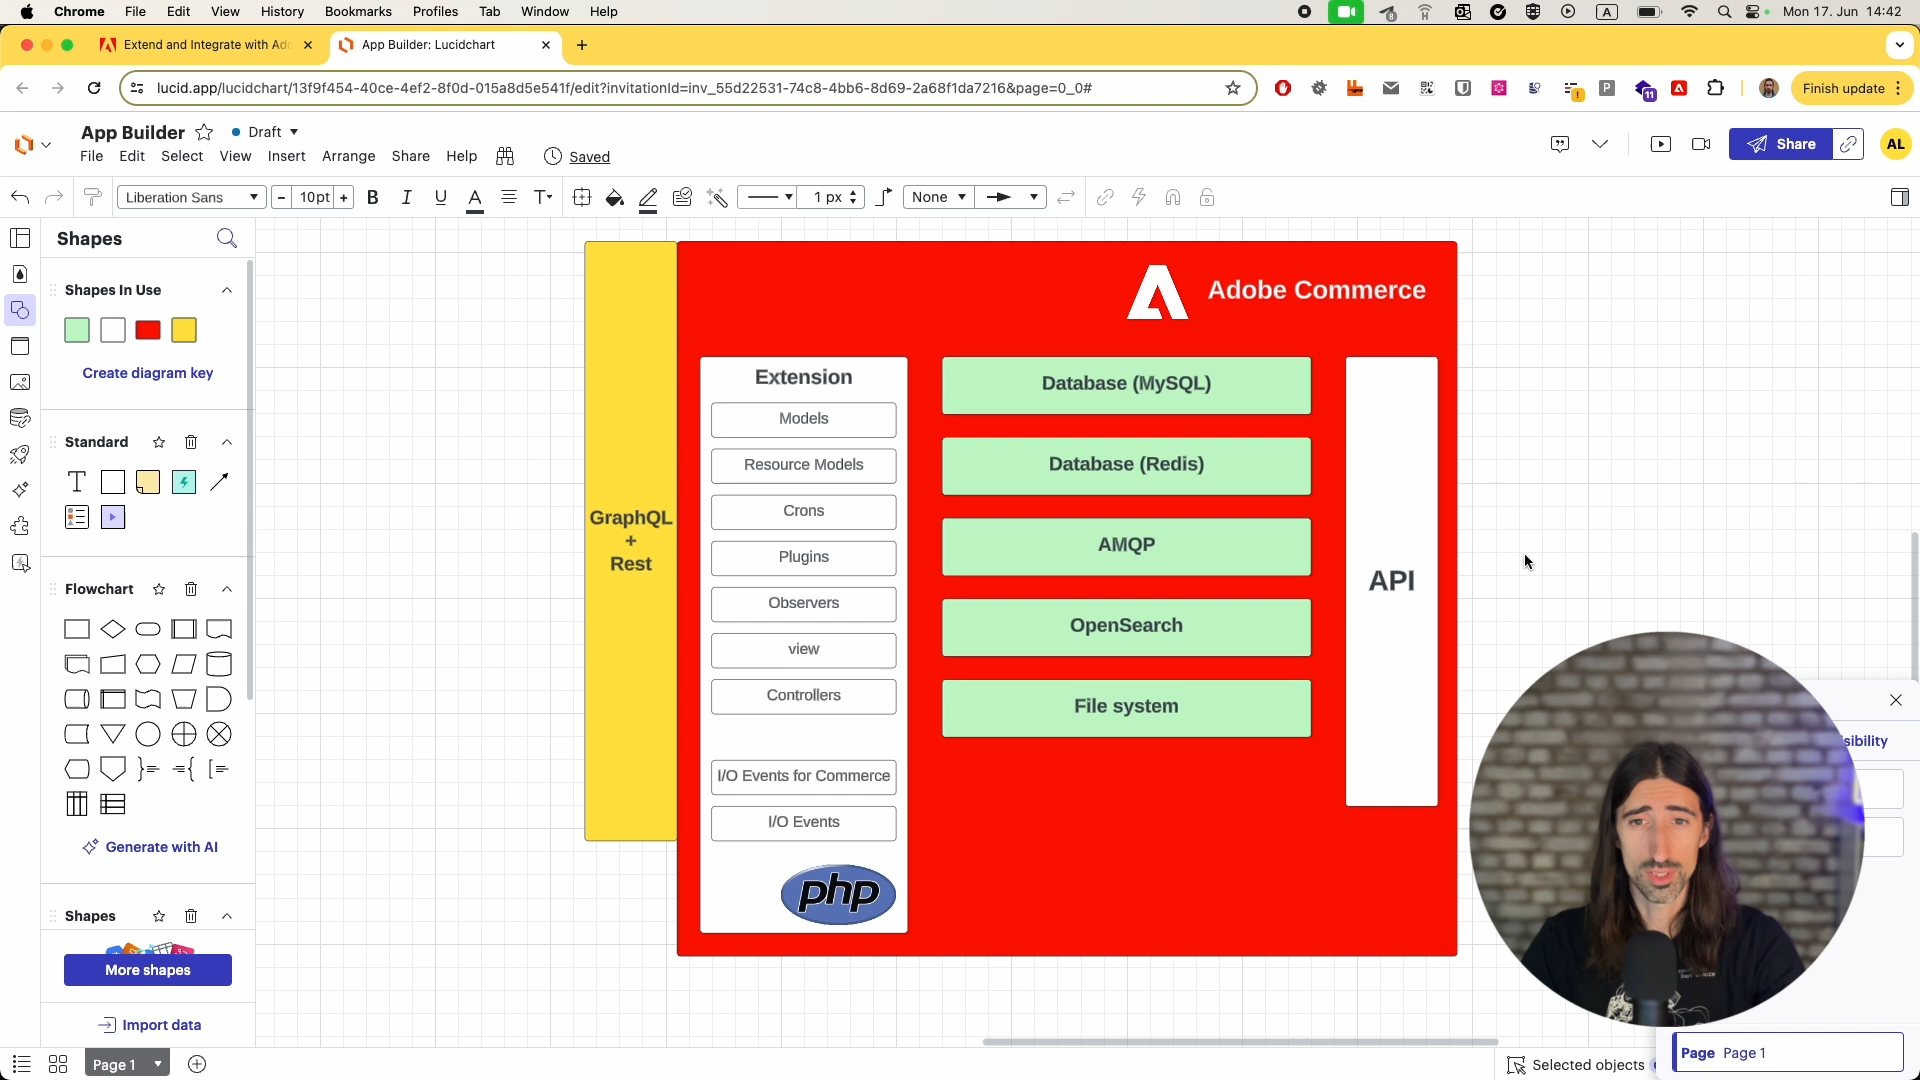 Chrome File Edit View History Bookmarks Profiles Tab Window Help
A Mon 17. Jun 14:42
Extend and Integrate with Ad
App Builder: Lucidchart
lucid.app/lucidchart/13f9f454-40ce-4ef2-8f0d-015a8d5e541f/edit?invitationId=inv_55d22531-74c8-4bb6-8d69-2a68f1da7216&page=0_0#
11
Finish update
App Builder
Draft
File Edit Select View Insert Arrange Share Help
Saved
Share
AL
Liberation Sans
- 10pt +
B I U A T
1 px
None
Shapes
Shapes In Use
Create diagram key
Standard
T
Flowchart
Generate with AI
Shapes
More shapes
Import data
GraphQL
+
Rest
Adobe Commerce
Extension
Models
Resource Models
Crons
Plugins
Observers
view
Controllers
I/O Events for Commerce
I/O Events
php
Database (MySQL)
Database (Redis)
AMQP
OpenSearch
File system
API
sibility
Page 1
Selected objects
Page Page 1